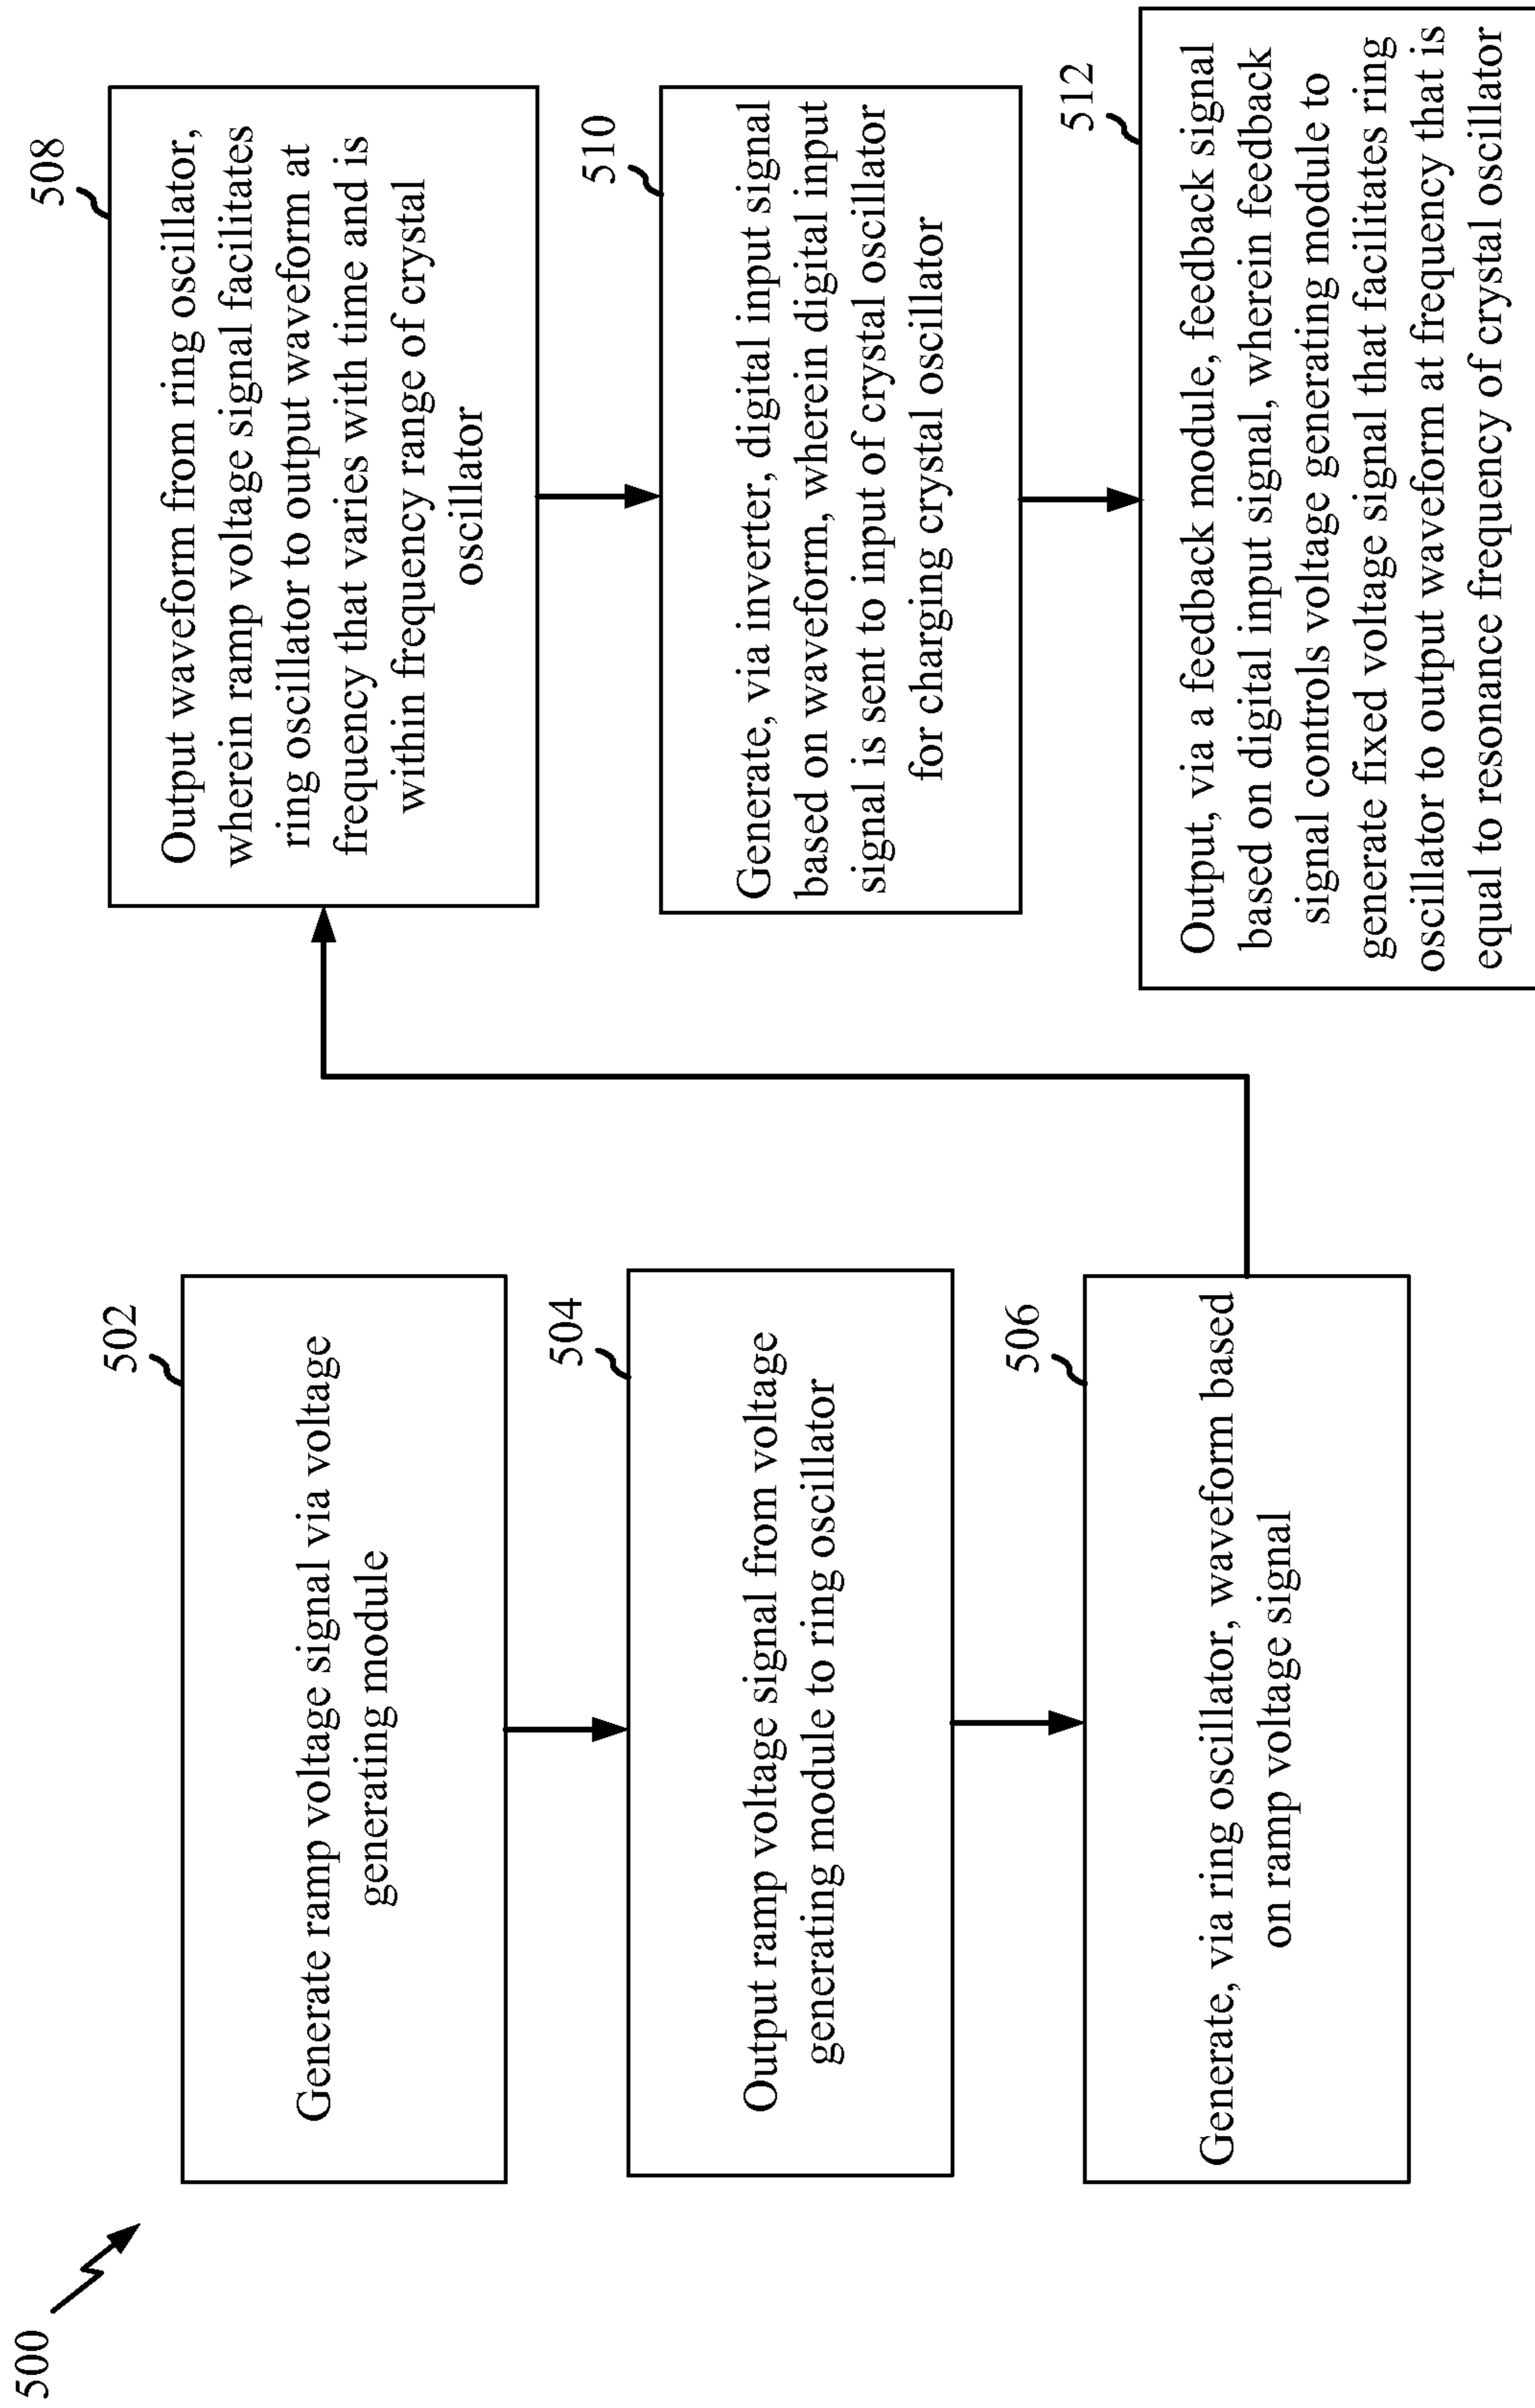 500
502
Generate ramp voltage signal via voltage
generating module
504
Output ramp voltage signal from voltage
generating module to ring oscillator
506
Generate, via ring oscillator, waveform based
on ramp voltage signal
508
Output waveform from ring oscillator,
wherein ramp voltage signal facilitates
ring oscillator to output waveform at
frequency that varies with time and is
within frequency range of crystal
oscillator
510
Generate, via inverter, digital input signal
based on waveform, wherein digital input
signal is sent to input of crystal oscillator
for charging crystal oscillator
512
Output, via a feedback module, feedback signal
based on digital input signal, wherein feedback
signal controls voltage generating module to
generate fixed voltage signal that facilitates ring
oscillator to output waveform at frequency that is
equal to resonance frequency of crystal oscillator